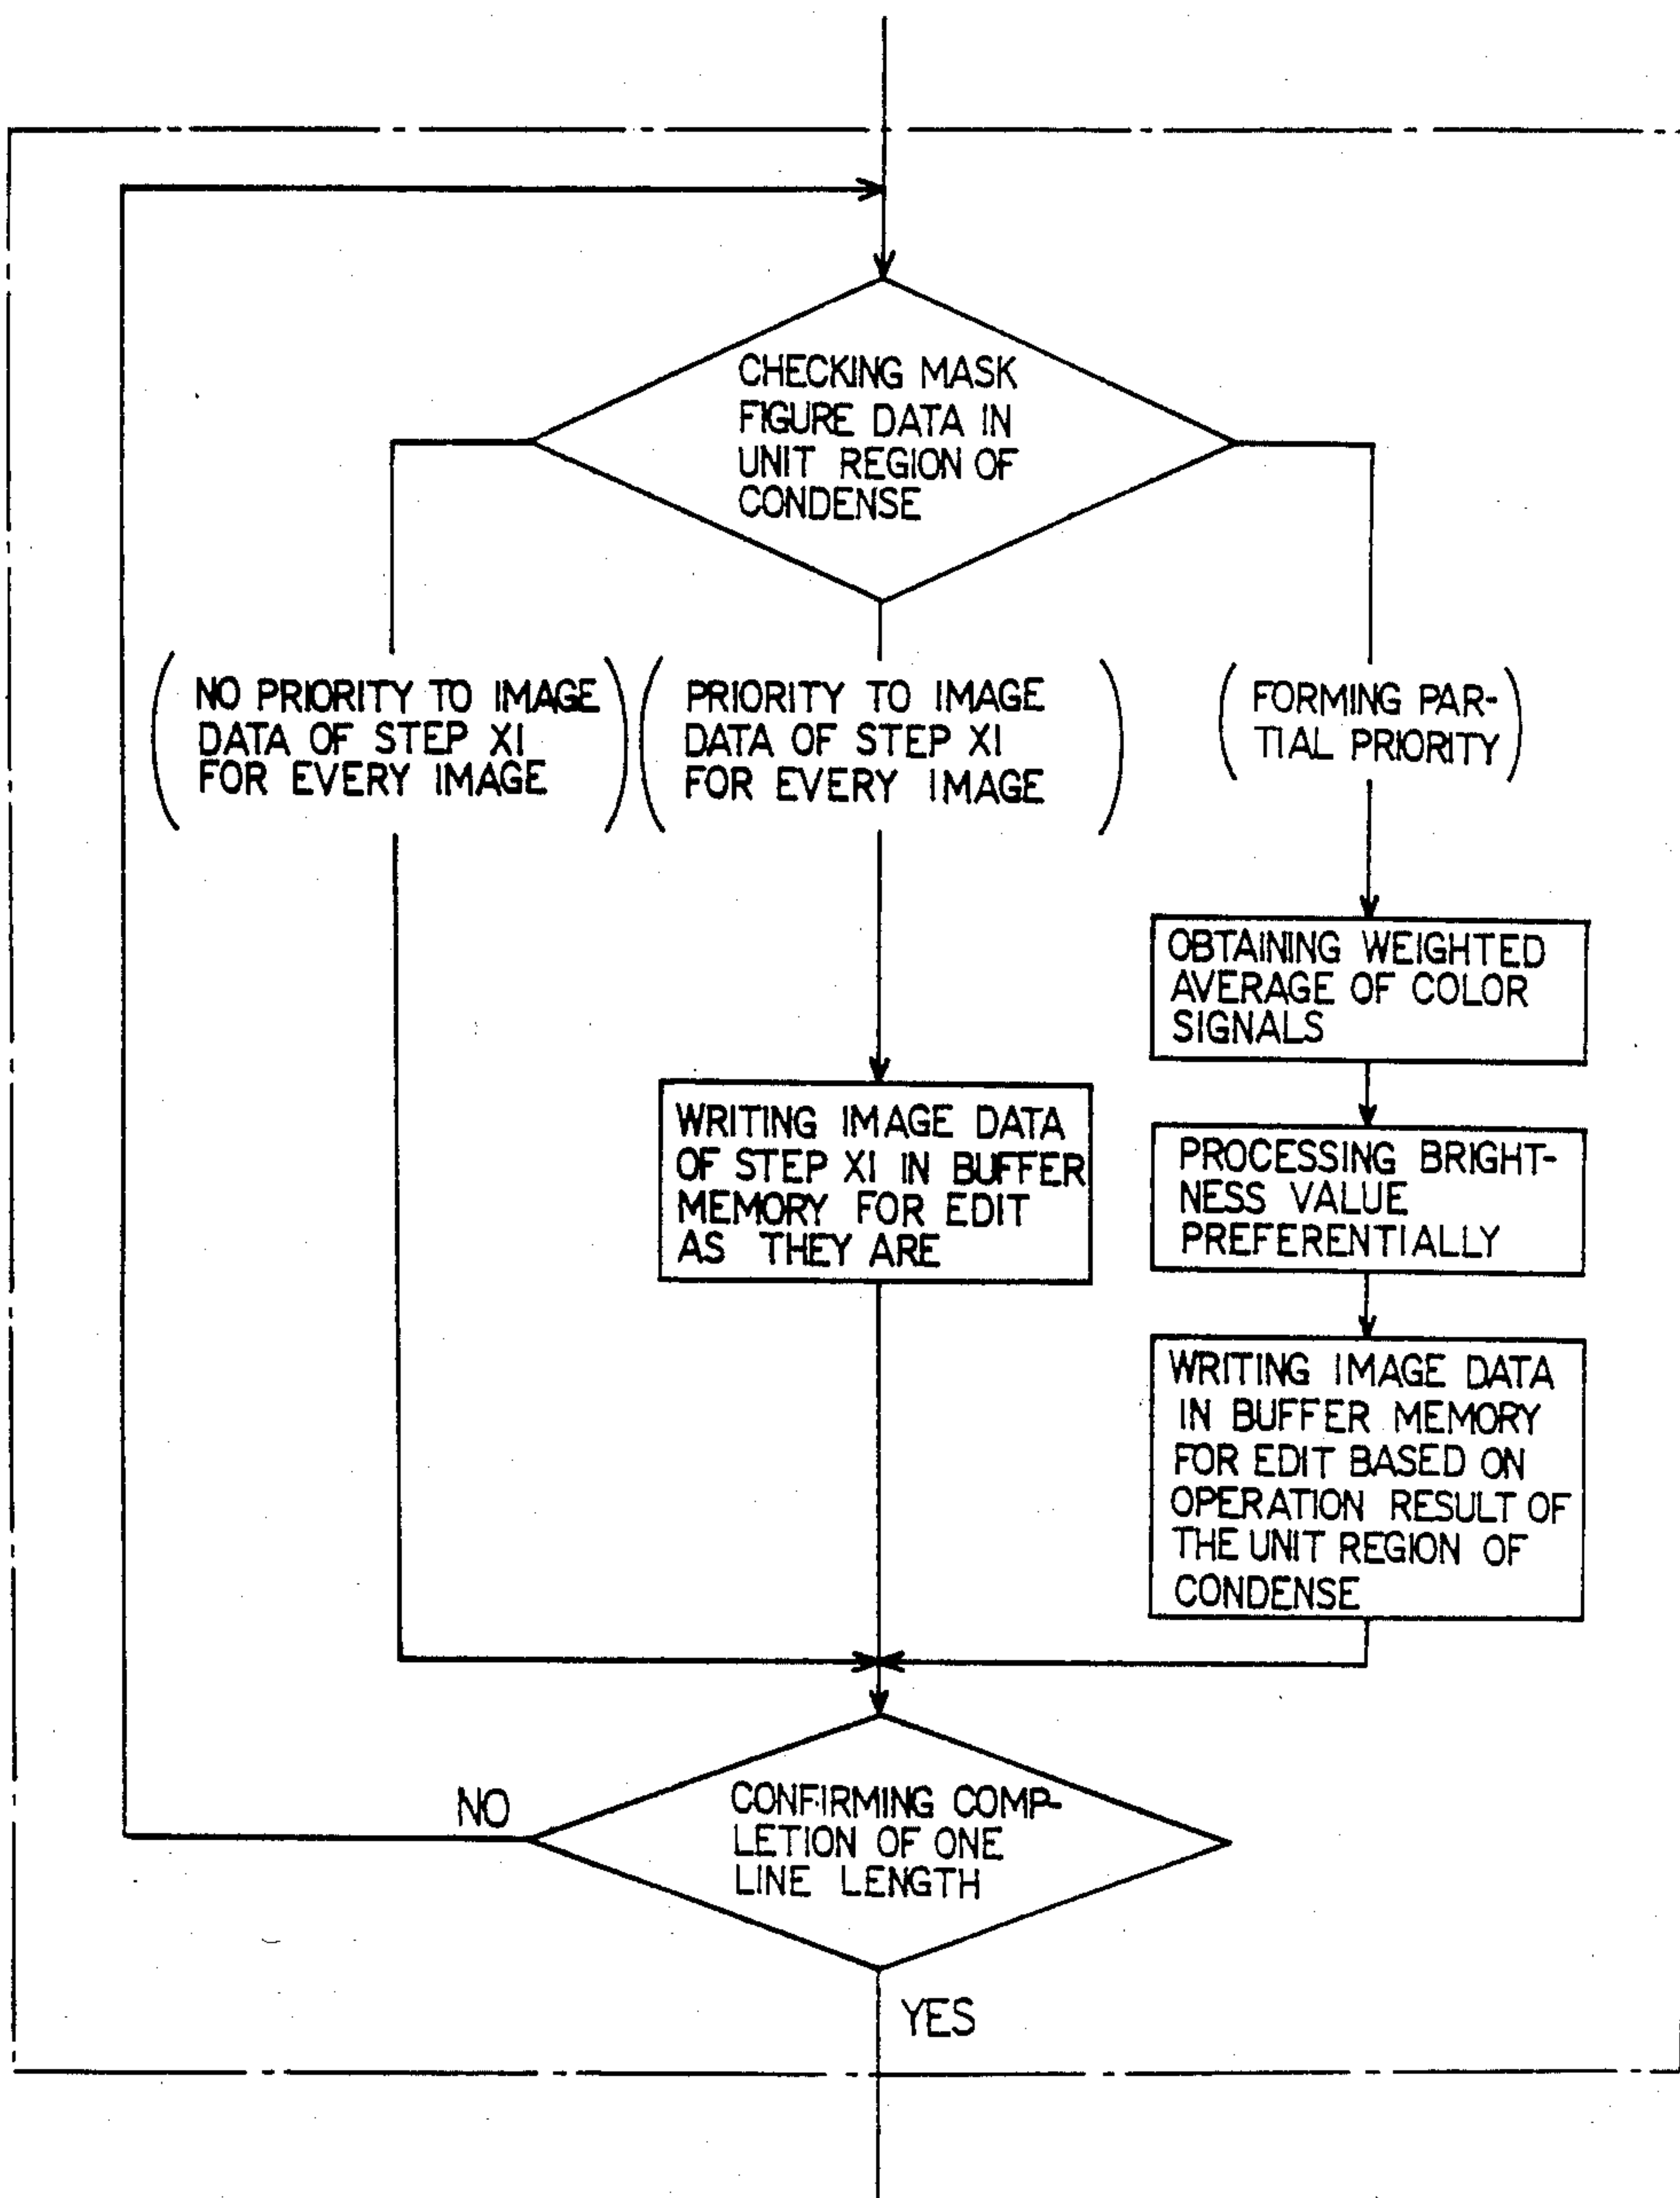 CHECKING MASK
FIGURE DATA IN
UNIT REGION OF
CONDENSE
NO PRIORITY TO IMAGE
DATA OF STEP XI
FOR EVERY IMAGE
PRIORITY TO IMAGE
DATA OF STEP XI
FOR EVERY IMAGE
FORMING PAR-
TIAL PRIORITY
OBTAINING WEIGHTED
AVERAGE OF COLOR
SIGNALS
WRITING IMAGE DATA
OF STEP XI IN BUFFER
MEMORY FOR EDIT
AS THEY ARE
PROCESSING BRIGHT-
NESS VALUE
PREFERENTIALLY
WRITING IMAGE DATA
IN BUFFER MEMORY
FOR EDIT BASED ON
OPERATION RESULT OF
THE UNIT REGION OF
CONDENSE
NO
CONFIRMING COMP-
LETION OF ONE
LINE LENGTH
YES